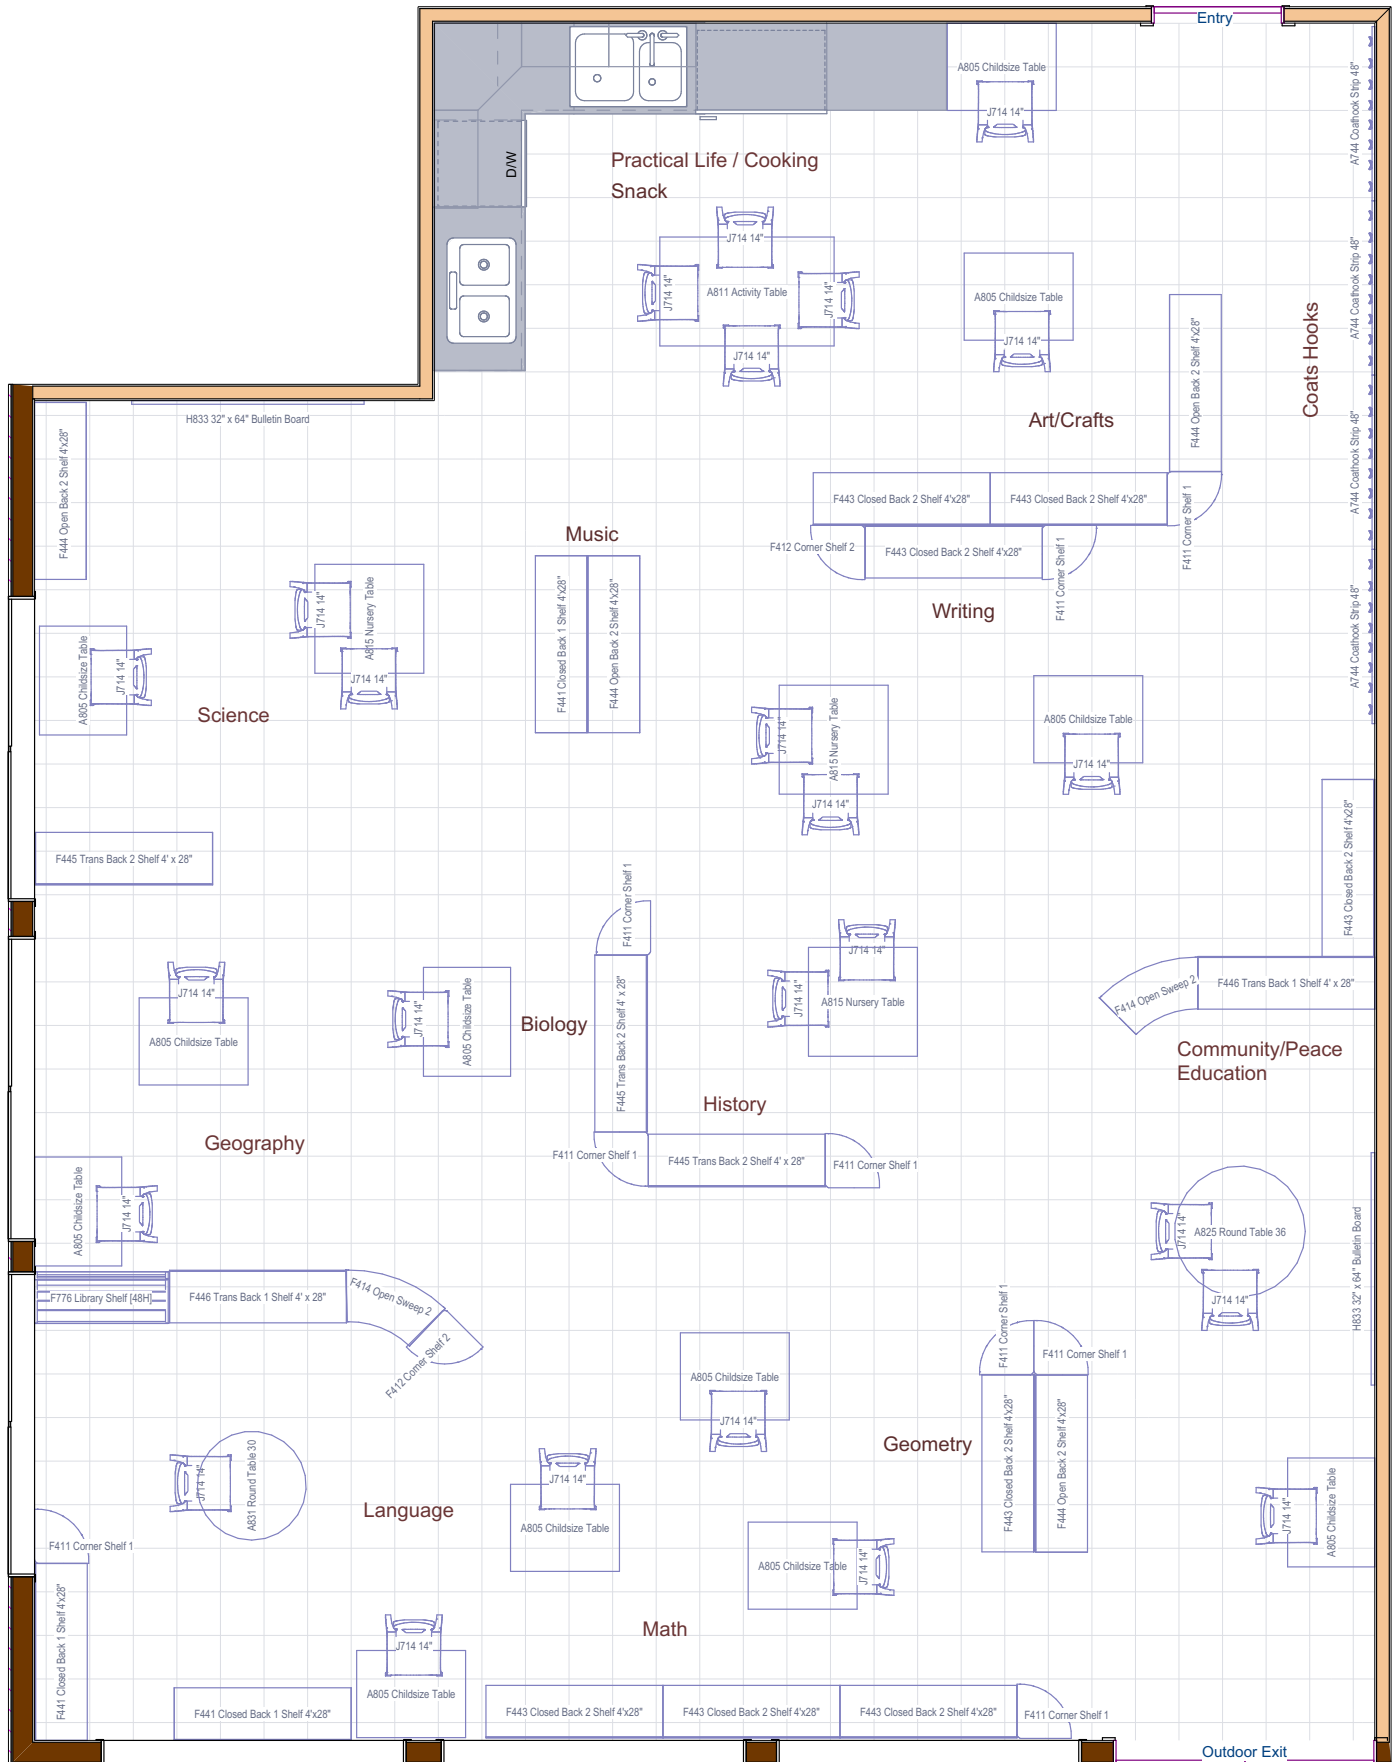 Entry
A805 Childsize Table
J714 14"
A744 Coathook Strip 48"
D/W
Practical Life / Cooking
Snack
J714 14"
J714 14"
A811 Activity Table
J714 14"
J714 14"
A805 Childsize Table
J714 14"
A744 Coathook Strip 48"
Coats Hooks
F444 Open Back 2 Shelf 4'x28"
H833 32" x 64" Bulletin Board
Art/Crafts
A744 Coathook Strip 48"
F444 Open Back 2 Shelf 4'x28"
F443 Closed Back 2 Shelf 4'x28"
F443 Closed Back 2 Shelf 4'x28"
F411 Corner Shelf 1
Music
F412 Corner Shelf 2
F443 Closed Back 2 Shelf 4'x28"
F411 Corner Shelf 1
Writing
A744 Coathook Strip 48"
F441 Closed Back 1 Shelf 4'x28"
F444 Open Back 2 Shelf 4'x28"
J714 14"
A815 Nursery Table
J714 14"
A805 Childsize Table
J714 14"
Science
J714 14"
A815 Nursery Table
J714 14"
A805 Childsize Table
J714 14"
F445 Trans Back 2 Shelf 4' x 28"
F443 Closed Back 2 Shelf 4'x28"
F411 Corner Shelf 1
J714 14"
J714 14"
A815 Nursery Table
F414 Open Sweep 2
F446 Trans Back 1 Shelf 4' x 28"
J714 14"
A805 Childsize Table
J714 14"
A805 Childsize Table
Biology
F445 Trans Back 2 Shelf 4' x 28"
Community/Peace
Education
History
Geography
F411 Corner Shelf 1
F445 Trans Back 2 Shelf 4' x 28"
F411 Corner Shelf 1
A805 Childsize Table
J714 14"
J714 14"
A825 Round Table 36
J714 14"
H833 32" x 64" Bulletin Board
F776 Library Shelf [48H]
F446 Trans Back 1 Shelf 4' x 28"
F414 Open Sweep 2
F412 Corner Shelf 2
F411 Corner Shelf 1
F411 Corner Shelf 1
A805 Childsize Table
J714 14"
Geometry
F443 Closed Back 2 Shelf 4'x28"
F444 Open Back 2 Shelf 4'x28"
J714 14"
A831 Round Table 30
Language
J714 14"
A805 Childsize Table
J714 14"
A805 Childsize Table
F411 Corner Shelf 1
A805 Childsize Table
J714 14"
Math
F441 Closed Back 1 Shelf 4'x28"
J714 14"
A805 Childsize Table
F441 Closed Back 1 Shelf 4'x28"
F443 Closed Back 2 Shelf 4'x28"
F443 Closed Back 2 Shelf 4'x28"
F443 Closed Back 2 Shelf 4'x28"
F411 Corner Shelf 1
Outdoor Exit